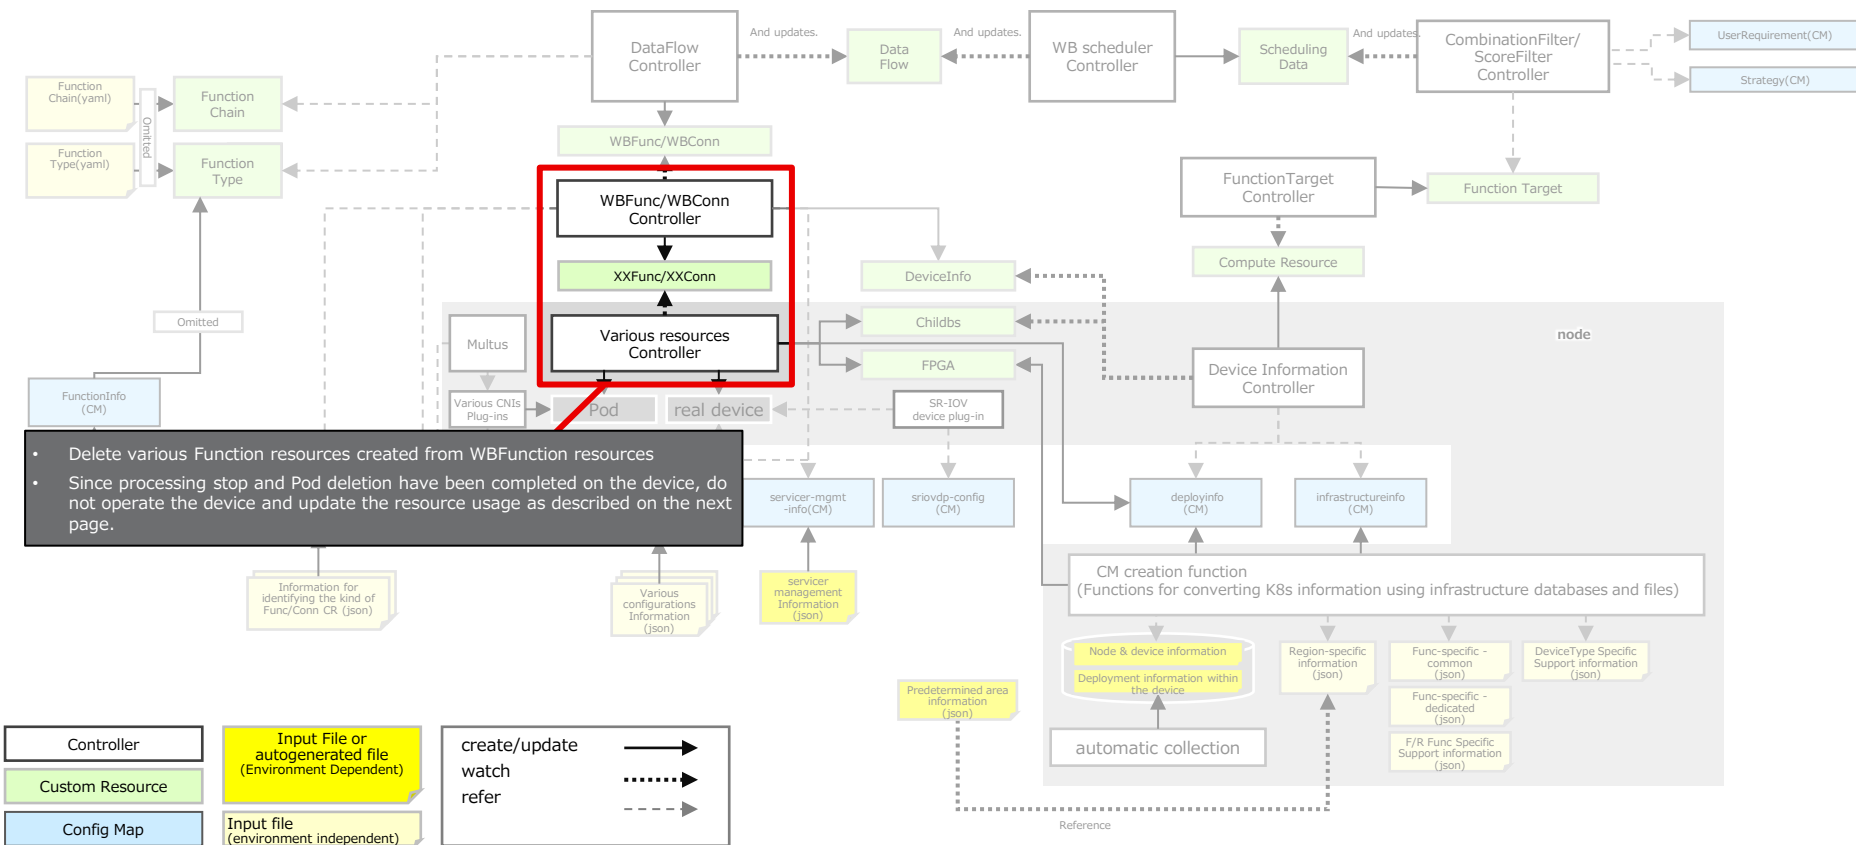 DataFlow
Controller
And updates.
Data
Flow
And updates.
WB scheduler
Controller
Scheduling
Data
And updates.
CombinationFilter/
ScoreFilter
Controller
UserRequirement(CM)
Strategy(CM)
Function
Chain(yaml)
Omitted
Function
Chain
Function
Type(yaml)
Function
Type
WBFunc/WBConn
WBFunc/WBConn
Controller
FunctionTarget
Controller
Function Target
XXFunc/XXConn
DeviceInfo
Compute Resource
Omitted
Multus
Various resources
Controller
Childbs
FPGA
node
Device Information
Controller
FunctionInfo
(CM)
Various CNIs
Plug-ins
Pod
real device
SR-IOV
device plug-in
• Delete various Function resources created from WBFunction resources
• Since processing stop and Pod deletion have been completed on the device, do
not operate the device and update the resource usage as described on the next
page.
servicer-mgmt
-info(CM)
sriovdp-config
(CM)
deployinfo
(CM)
infrastructureinfo
(CM)
Information for
identifying the kind of
Func/Conn CR (json)
Various
configurations
Information
(json)
servicer
management
Information
(json)
CM creation function
(Functions for converting K8s information using infrastructure databases and files)
Node & device information
Deployment information within
the device
Region-specific
information
(json)
Func-specific -
common
(json)
DeviceType Specific
Support information
(json)
Predetermined area
information
(json)
Func-specific -
dedicated
(json)
F/R Func Specific
Support information
(json)
automatic collection
Reference
Controller
Custom Resource
Config Map
Input File or
autogenerated file
(Environment Dependent)
Input file
(environment independent)
create/update
watch
refer